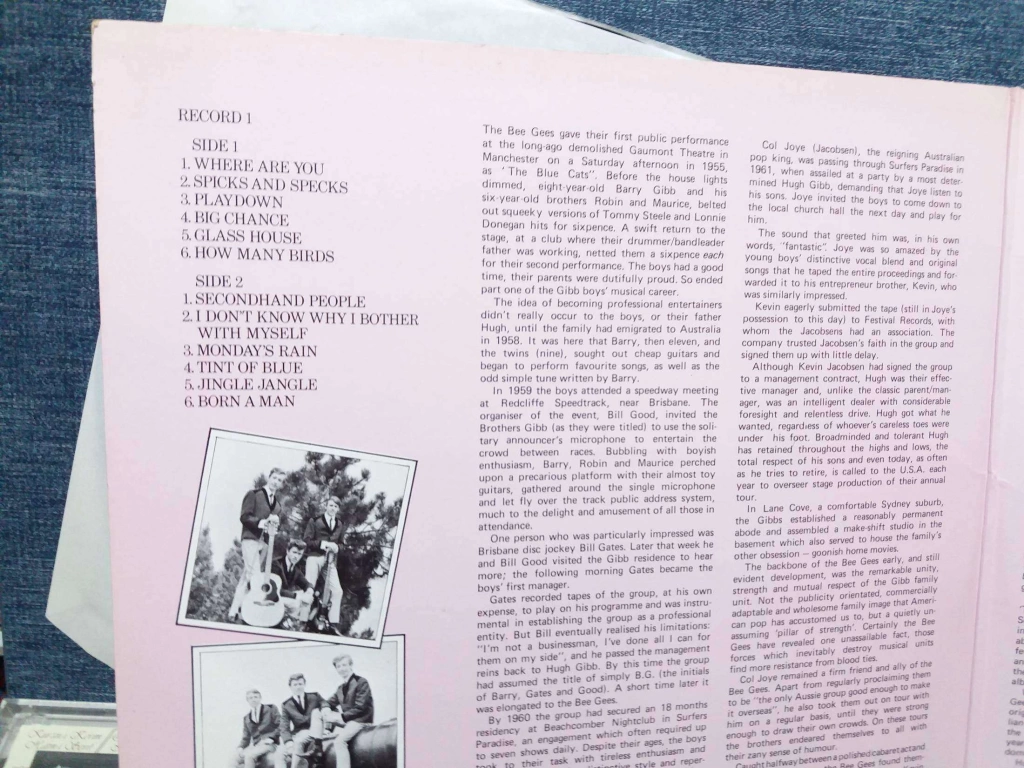 RECORD 1
SIDE 1
1. WHERE ARE YOU
2. SPICKS AND SPECKS
3. PLAYDOWN
4. BIG CHANCE
5. GLASS HOUSE
6. HOW MANY BIRDS
SIDE 2
1. SECONDHAND PEOPLE
2. I DON'T KNOW WHY I BOTHER
WITH MYSELF
3. MONDAY'S RAIN
4. TINT OF BLUE
5. JINGLE JANGLE
6. BORN A MAN
The Bee Gees gave their first public performance
at the long-ago demolished Gaumont Theatre in
Manchester on a Saturday afternoon in 1955,
as 'The Blue Cats". Before the house lights
dimmed, eight-year-old Barry Gibb and his
six-year-old brothers Robin and Maurice, belted
out squeeky versions of Tommy Steele and Lonnie
Donegan hits for sixpence. A swift return to the
stage, at a club where their drummer/bandleader
father was working, netted them a sixpence each
for their second performance. The boys had a good
time, their parents were dutifully proud. So ended
part one of the Gibb boys' musical career.
The idea of becoming professional entertainers
didn't really occur to the boys, or their father
Hugh, until the family had emigrated to Australia
in 1958. It was here that Barry, then eleven, and
the twins (nine), sought out cheap guitars and
began to perform favourite songs, as well as the
odd simple tune written by Barry.
In 1959 the boys attended a speedway meeting
at Redcliffe Speedtrack, near Brisbane. The
organiser of the event, Bill Good, invited the
Brothers Gibb (as they were titled) to use the soli-
tary announcer's microphone to entertain the
crowd between races. Bubbling with boyish
enthusiasm, Barry, Robin and Maurice perched
upon a precarious platform with their almost toy
guitars, gathered around the single microphone
and let fly over the track public address system,
much to the delight and amusement of all those in
attendance.
One person who was particularly impressed was
Brisbane disc jockey Bill Gates. Later that week he
and Bill Good visited the Gibb residence to hear
more; the following morning Gates became the
boys' first manager.
Gates recorded tapes of the group, at his own
expense, to play on his programme and was instru-
mental in establishing the group as a professional
entity. But Bill eventually realised his limitations:
"I'm not a businessman, I've done all I can for
them on my side", and he passed the management
reins back to Hugh Gibb. By this time the group
had assumed the title of simply B.G. (the initials
of Barry, Gates and Good). A short time later it
was elongated to the Bee Gees.
By 1960 the group had secured an 18 months
residency at Beachcomber Nightclub in Surfers
Paradise, an engagement which often required up
to seven shows daily. Despite their ages, the boys
took to their task with tireless enthusiasm and
style and reper-
Col Joye (Jacobsen), the reigning Australian
pop king, was passing through Surfers Paradise in
1961, when assailed at a party by a most deter-
mined Hugh Gibb, demanding that Joye listen to
his sons. Joye invited the boys to come down to
the local church hall the next day and play for
him.
The sound that greeted him was, in his own
words, "fantastic". Joye was so amazed by the
young boys' distinctive vocal blend and original
songs that he taped the entire proceedings and for-
warded it to his entrepreneur brother, Kevin, who
was similarly impressed.
Kevin eagerly submitted the tape (still in Joye's
possession to this day) to Festival Records, with
whom the Jacobsens had an association. The
company trusted Jacobsen's faith in the group and
signed them up with little delay.
Although Kevin Jacobsen had signed the group
to a management contract, Hugh was their effec-
tive manager and, unlike the classic parent/man-
ager, was an intelligent dealer with considerable
foresight and relentless drive. Hugh got what he
wanted, regardless of whoever's careless toes were
under his foot. Broadminded and tolerant Hugh
has retained throughout the highs and lows, the
total respect of his sons and even today, as often
as he tries to retire, is called to the U.S.A. each
year to overseer stage production of their annual
tour.
In Lane Cove, a comfortable Sydney suburb,
the Gibbs established a reasonably permanent
abode and assembled a make-shift studio in the
basement which also served to house the family's
other obsession — goonish home movies.
The backbone of the Bee Gees early, and still
evident development, was the remarkable unity,
strength and mutual respect of the Gibb family
unit. Not the publicity orientated, commercially
adaptable and wholesome family image that Ameri-
can pop has accustomed us to, but a quietly un-
assuming 'pillar of strength'. Certainly the Bee
Gees have revealed one unassailable fact, those
forces which inevitably destroy musical units
find more resistance from blood ties.
Col Joye remained a firm friend and ally of the
Bee Gees. Apart from regularly proclaiming them
to be "the only Aussie group good enough to make
it overseas", he also took them out on tour with
him on a regular basis, until they were strong
enough to draw their own crowds. On these tours
the brothers endeared themselves to all with
their zany sense of humour.
Caught halfway between a polished cabaret act and
the Bee Gees found them-